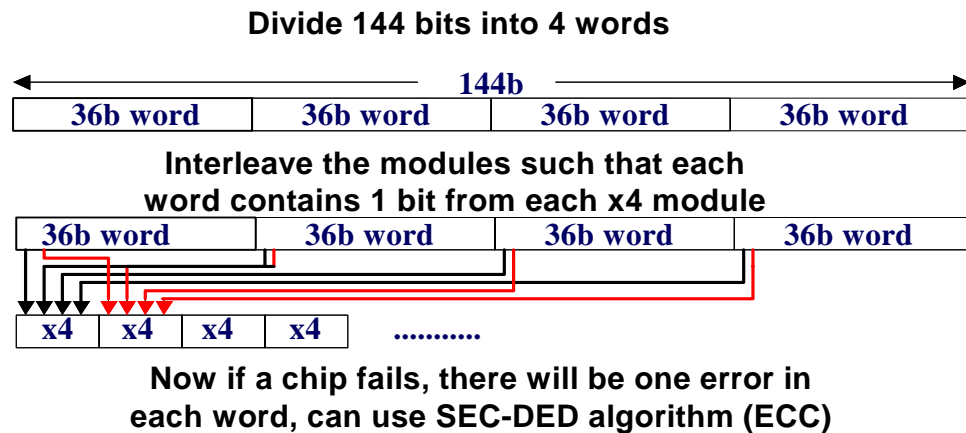 Divide 144 bits into 4 words
144b
36b word 36b word 36b word 36b word
Interleave the modules such that each
word contains 1 bit from each x4 module
36b word 36b word 36b word 36b word
x4 x4 x4 x4 ...........
Now if a chip fails, there will be one error in
each word, can use SEC-DED algorithm (ECC)